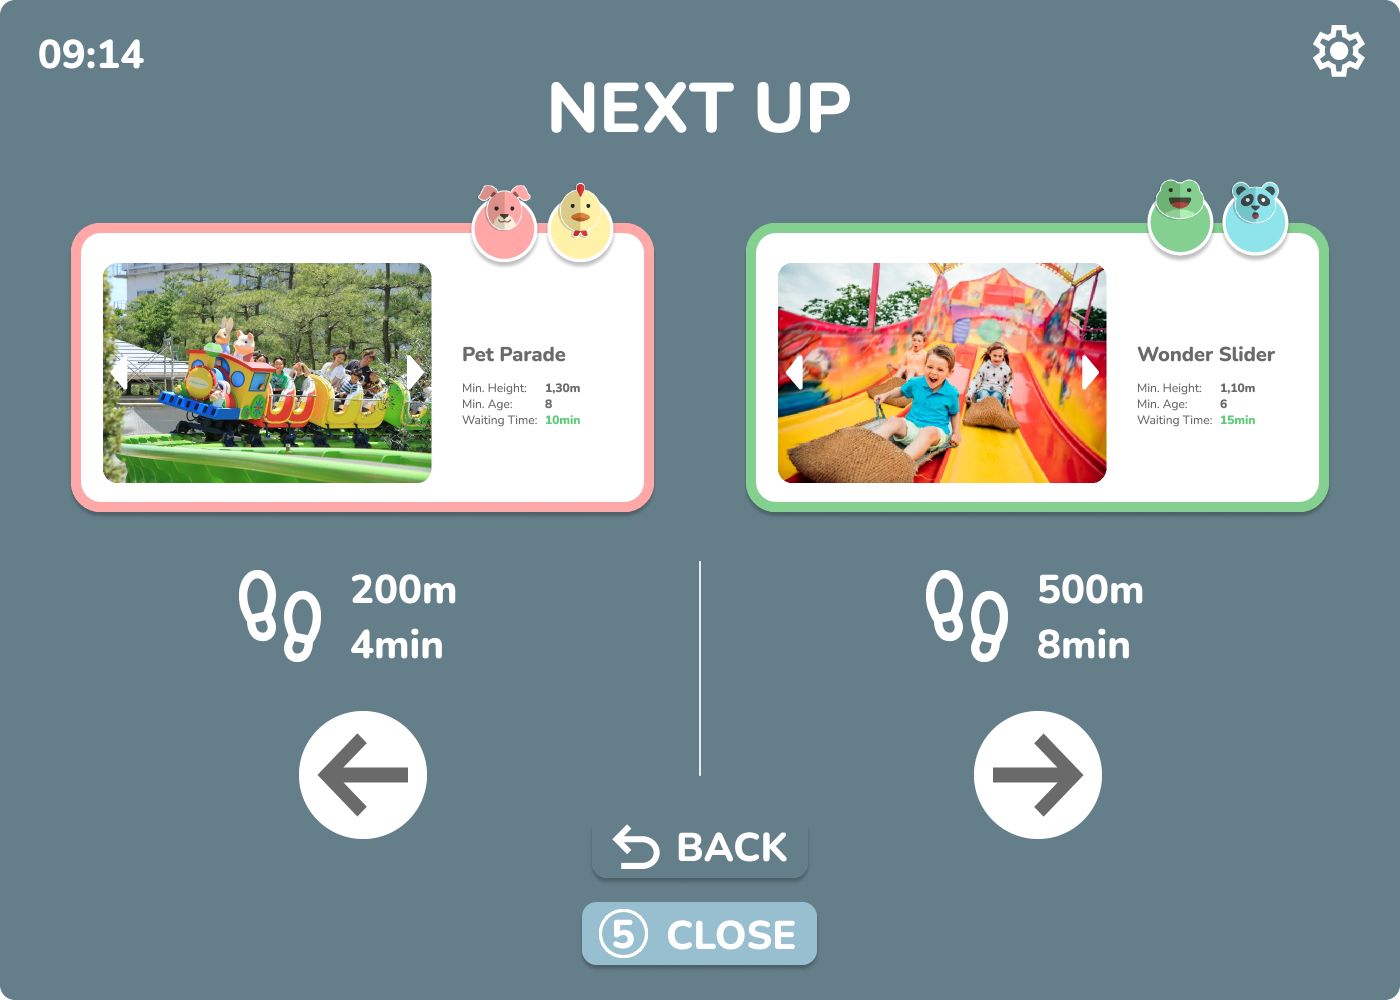 09:14
NEXT UP
Pet Parade
Min. Height: 1,30m
Min. Age: 8
Waiting Time: 10min
Wonder Slider
Min. Height: 1,10m
Min. Age: 6
Waiting Time: 15min
200m
4min
500m
8min
BACK
5 CLOSE